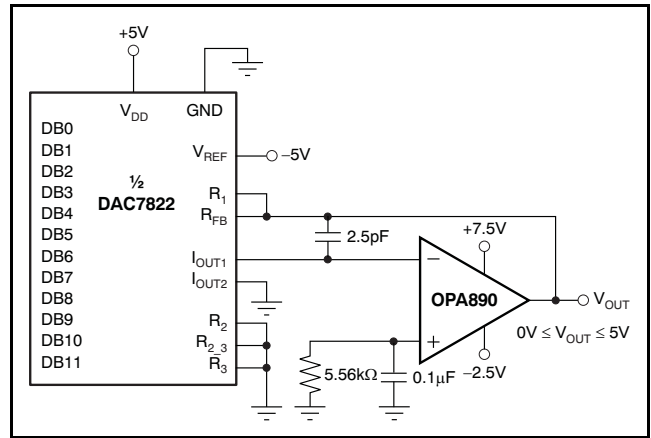 +5V
V_DD GND
DB0
DB1
DB2
DB3
DB4
DB5
DB6
DB7
DB8
DB9
DB10
DB11
½
DAC7822
V_REF
−5V
R_1
R_FB
I_OUT1
I_OUT2
R_2
R_2_3
R_3
2.5pF
+7.5V
−
OPA890
+
−2.5V
V_OUT
0V ≤ V_OUT ≤ 5V
5.56kΩ
0.1µF